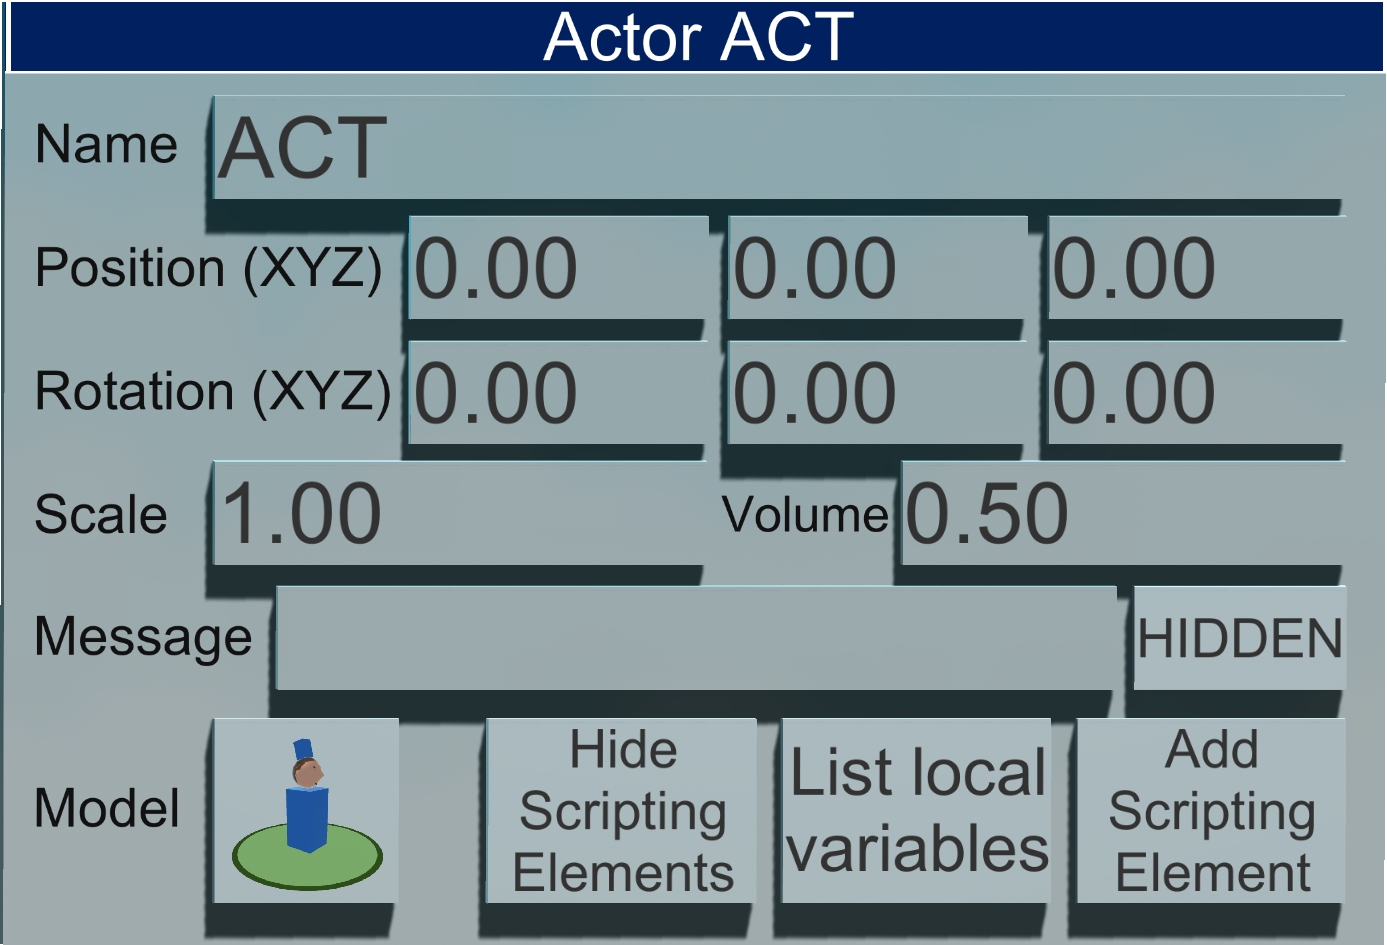 Actor ACT
Name ACT
Position (XYZ) 0.00 0.00 0.00
Rotation (XYZ) 0.00 0.00 0.00
Scale 1.00 Volume 0.50
Message HIDDEN
Model
Hide
Scripting
Elements
List local
variables
Add
Scripting
Element